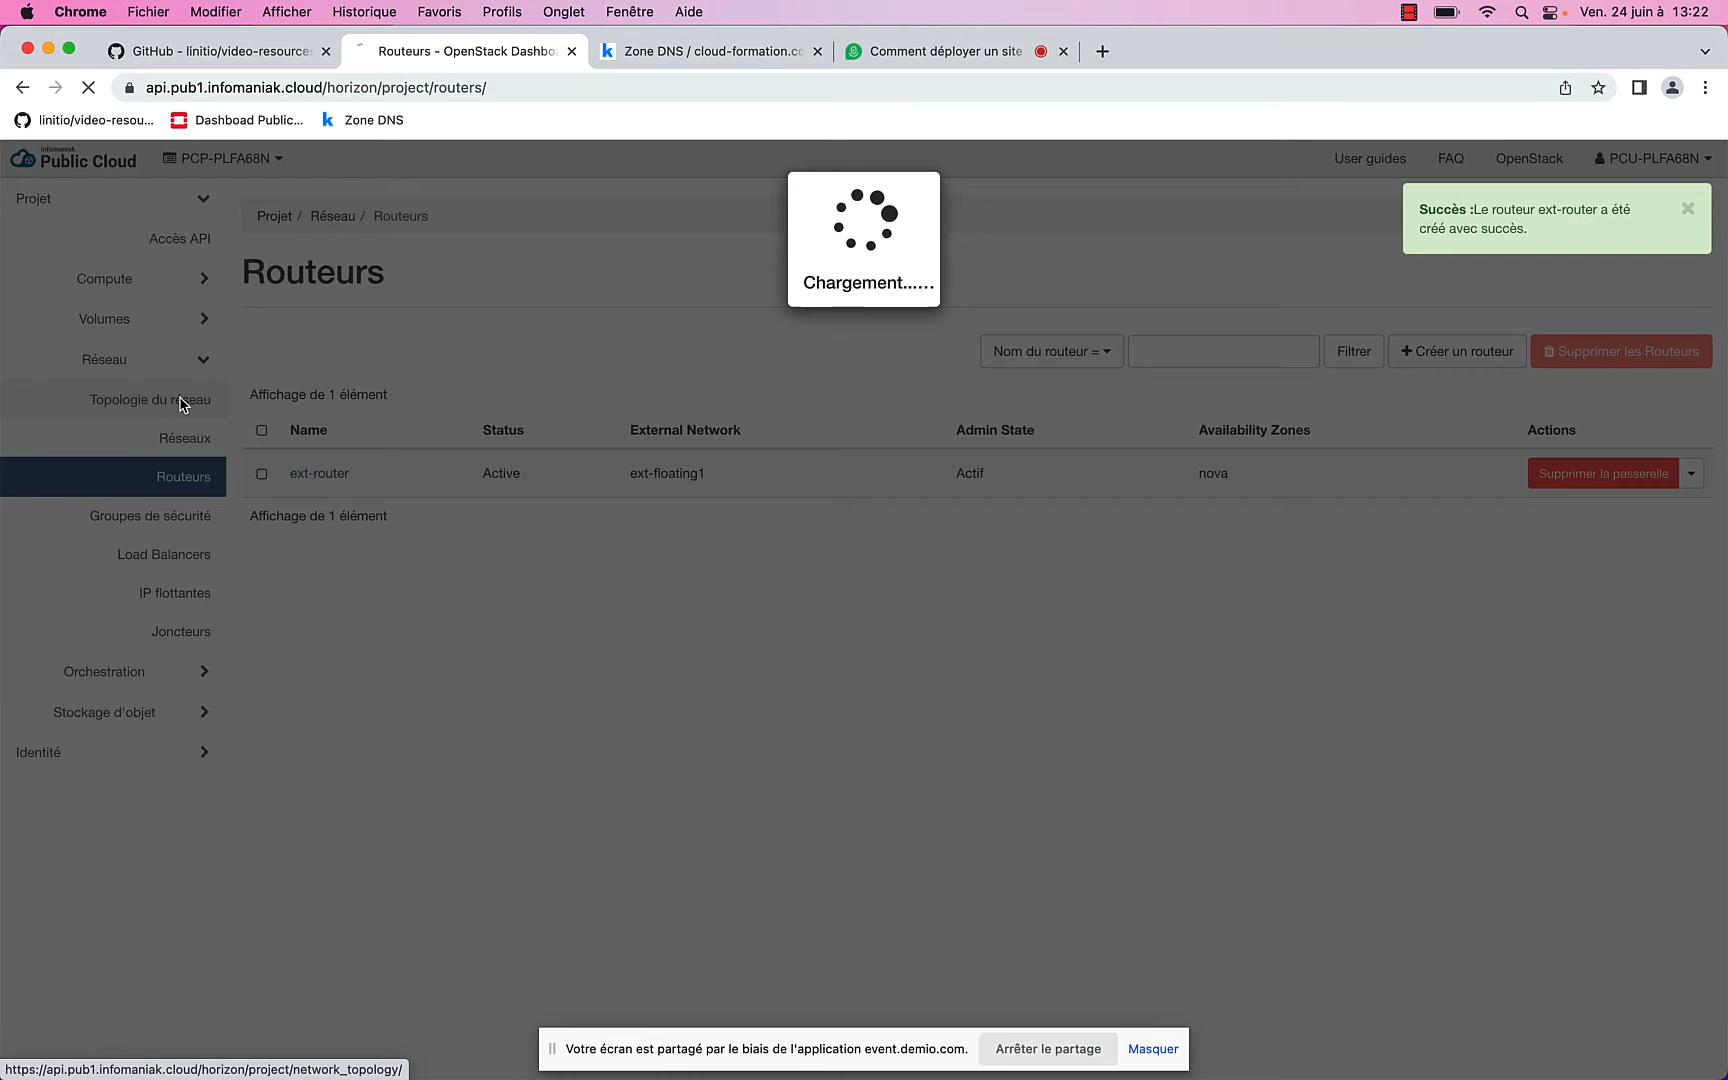 Chrome Fichier Modifier Afficher Historique Favoris Profils Onglet Fenêtre Aide Ven. 24 juin à 13:22
GitHub - linitio/video-resources Routeurs - OpenStack Dashbo Zone DNS / cloud-formation.co Comment déployer un site
api.pub1.infomaniak.cloud/horizon/project/routers/
linitio/video-resou... Dashboad Public... Zone DNS
infomaniak
Public Cloud PCP-PLFA68N User guides FAQ OpenStack PCU-PLFA68N
Projet
Projet / Réseau / Routeurs
Succès :Le routeur ext-router a été
créé avec succès.
Accès API
Compute
Routeurs
Chargement......
Volumes
Réseau
Nom du routeur = Filtrer Créer un routeur Supprimer les Routeurs
Topologie du réseau
Affichage de 1 élément
Réseaux
Name Status External Network Admin State Availability Zones Actions
Routeurs
ext-router Active ext-floating1 Actif nova Supprimer la passerelle
Groupes de sécurité
Affichage de 1 élément
Load Balancers
IP flottantes
Joncteurs
Orchestration
Stockage d'objet
Identité
Votre écran est partagé par le biais de l'application event.demio.com. Arrêter le partage Masquer
https://api.pub1.infomaniak.cloud/horizon/project/network_topology/